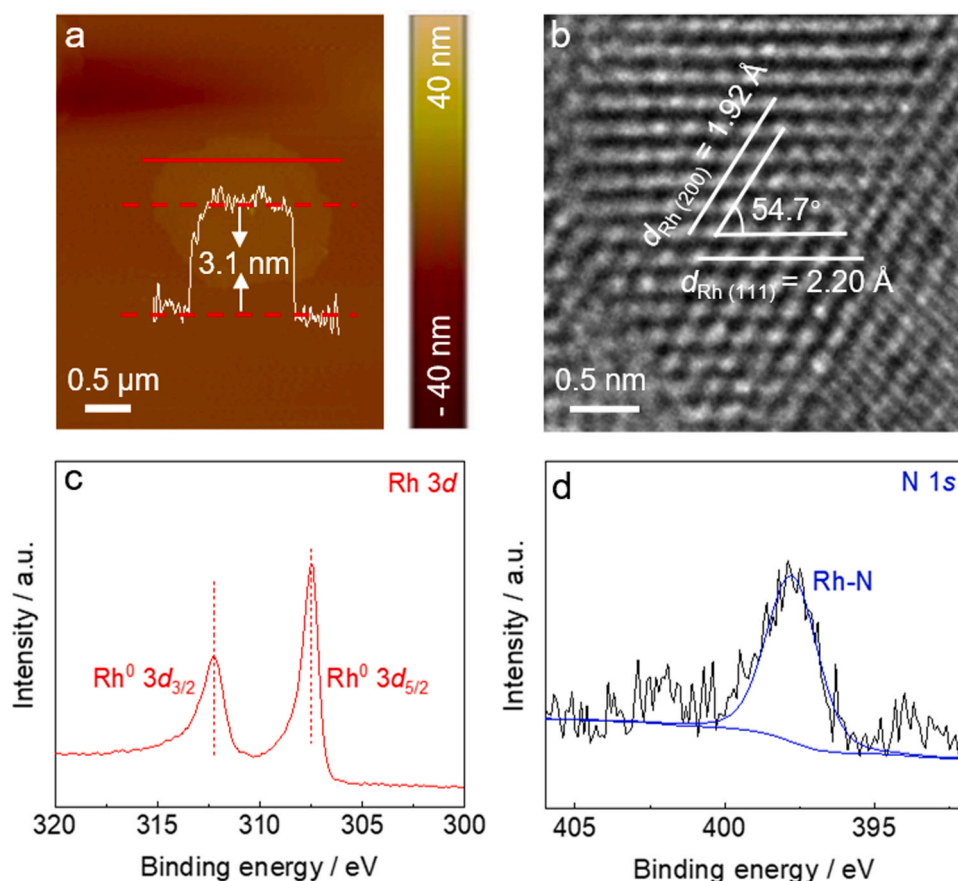 a
3.1 nm
0.5 µm
40 nm
- 40 nm
b
d Rh (200) = 1.92 Å
54.7°
d Rh (111) = 2.20 Å
0.5 nm
c
Rh 3d
Rh⁰ 3d3/2
Rh⁰ 3d5/2
Intensity / a.u.
320 315 310 305 300
Binding energy / eV
d
N 1s
Rh-N
Intensity / a.u.
405 400 395
Binding energy / eV